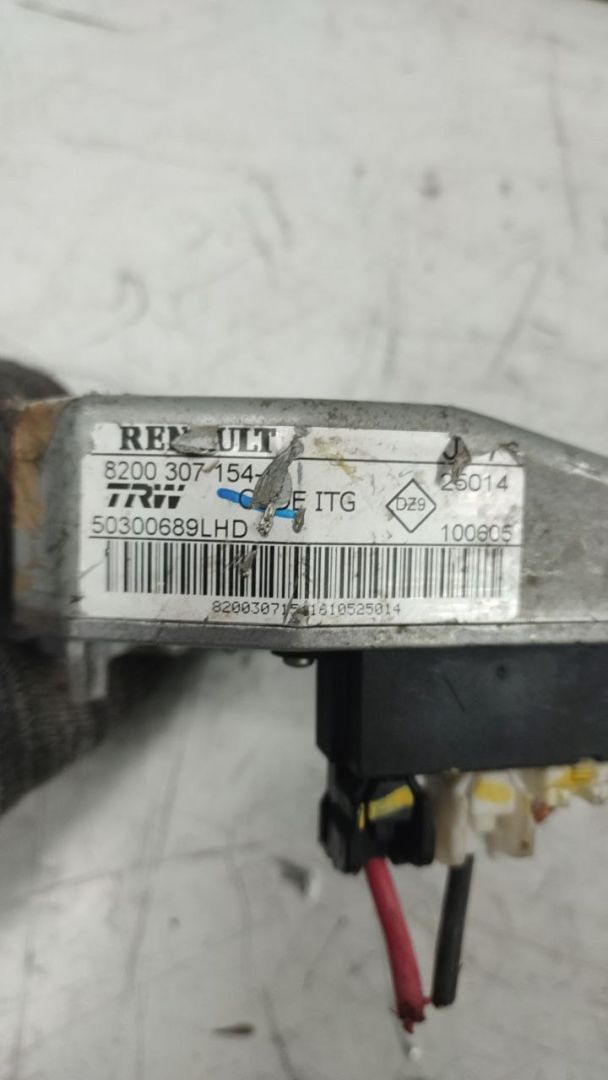 RENAULT
8200 307 154-
25014
TRW
ITG
DZ9
50300689LHD
100605